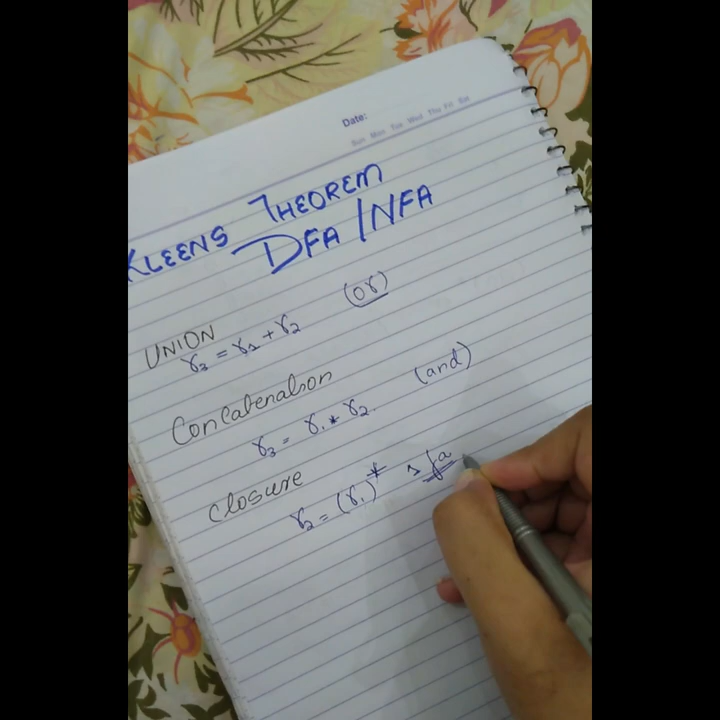 Date:
Sun Mon Tue Wed Thu Fri Sat
KLEENS THEOREM
DFA/NFA
UNION (or)
r₃ = r₁ + r₂
Concatenation (and)
r₃ = r₁ * r₂
Closure
r₂ = (r₁)* fa